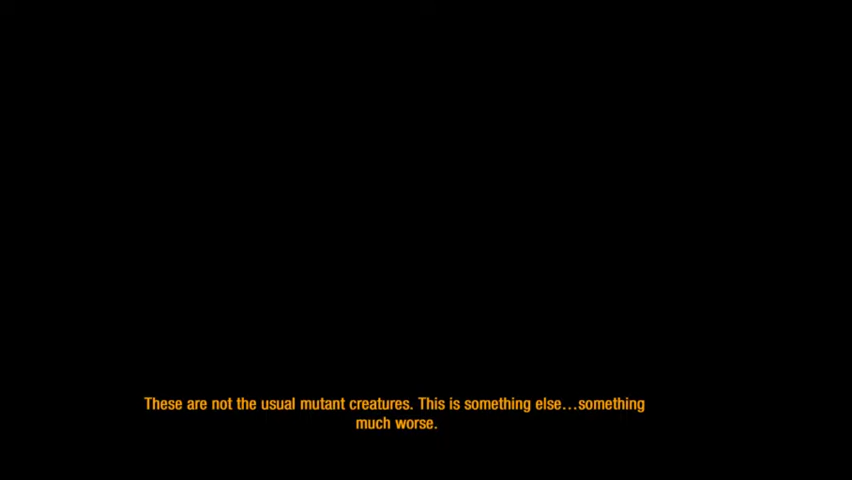 These are not the usual mutant creatures. This is something else…something
much worse.